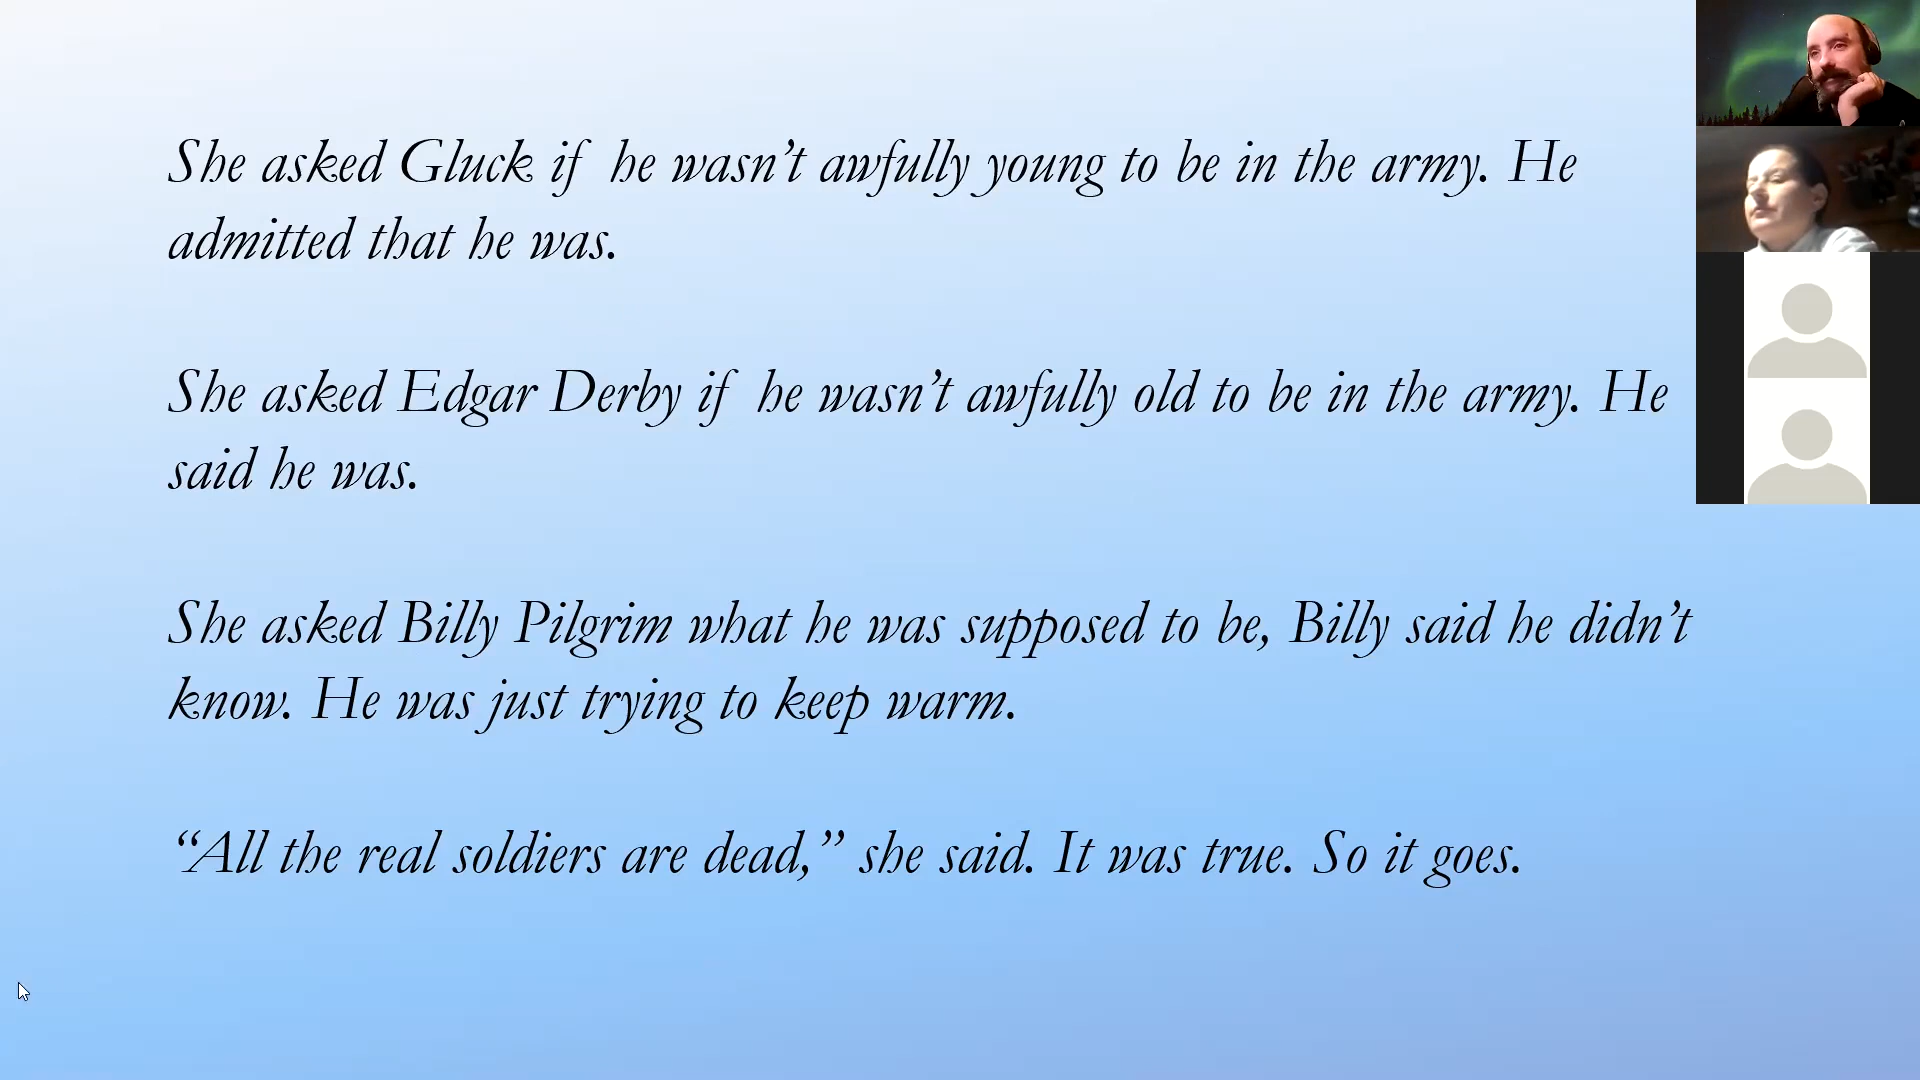 She asked Gluck if he wasn’t awfully young to be in the army. He
admitted that he was.
She asked Edgar Derby if he wasn’t awfully old to be in the army. He
said he was.
She asked Billy Pilgrim what he was supposed to be, Billy said he didn’t
know. He was just trying to keep warm.
“All the real soldiers are dead,” she said. It was true. So it goes.